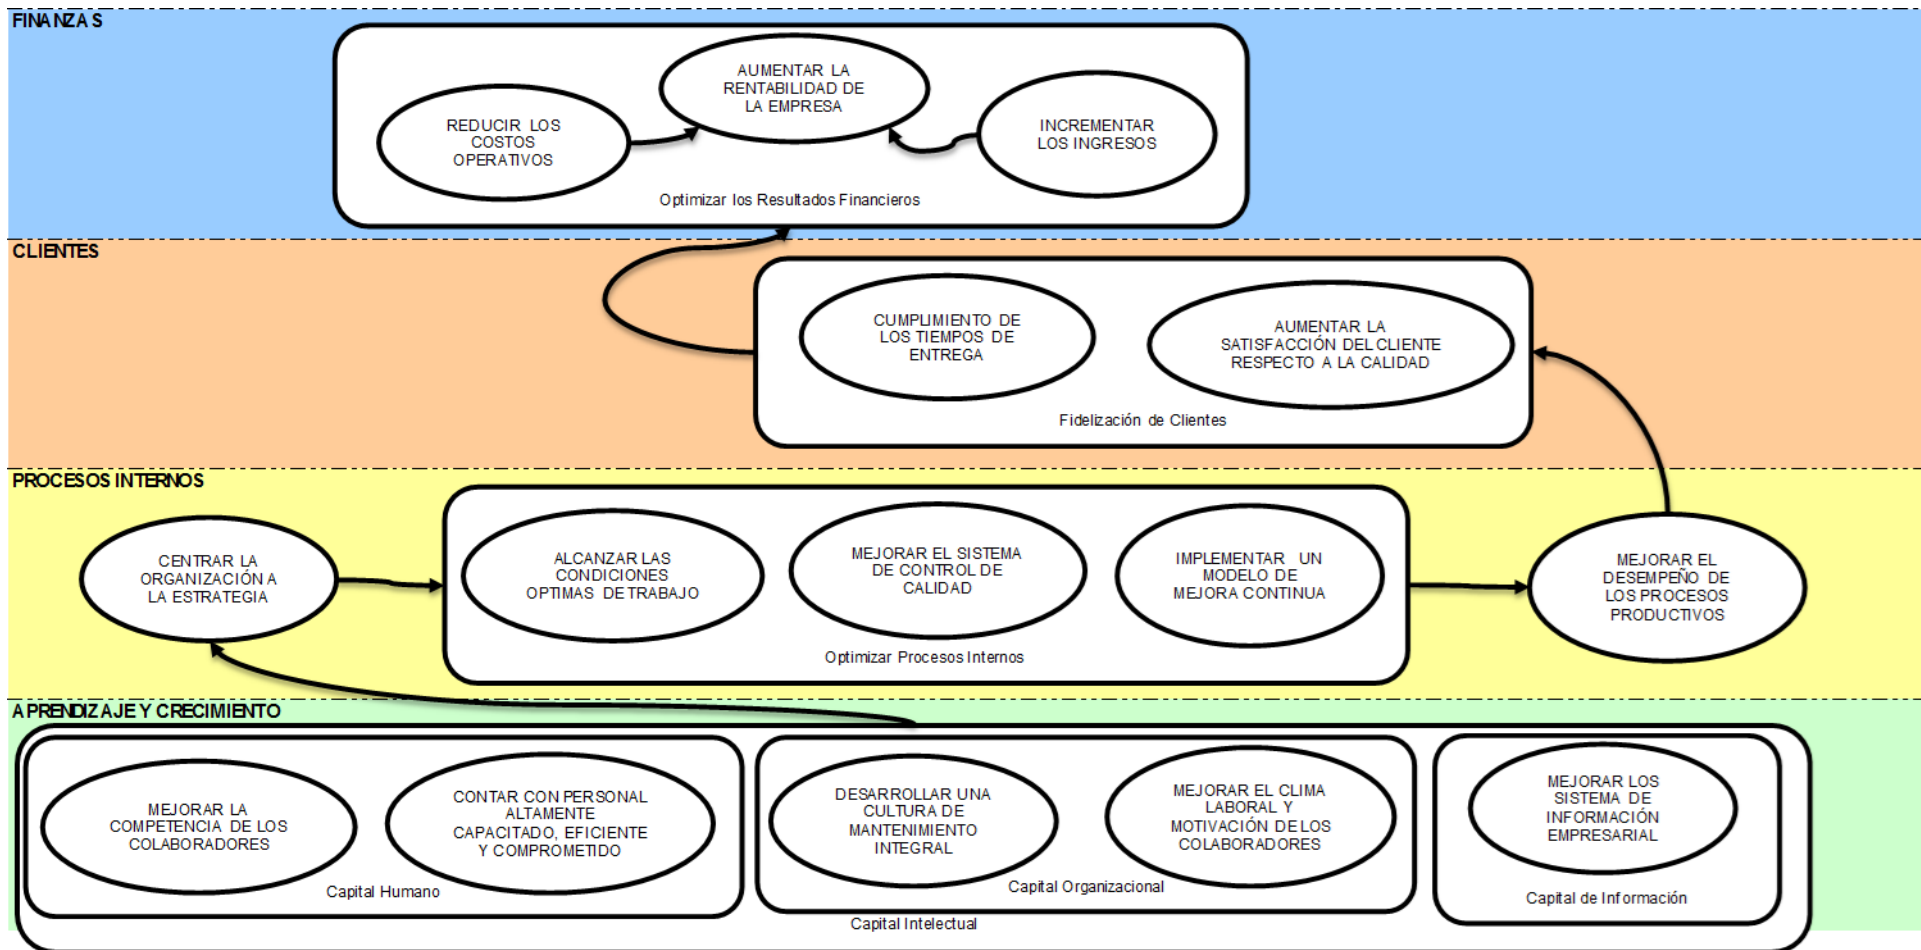 FINANZAS
AUMENTAR LA
RENTABILIDAD DE
LA EMPRESA
REDUCIR LOS
COSTOS
OPERATIVOS
INCREMENTAR
LOS INGRESOS
Optimizar los Resultados Financieros
CLIENTES
CUMPLIMIENTO DE
LOS TIEMPOS DE
ENTREGA
AUMENTAR LA
SATISFACCIÓN DEL CLIENTE
RESPECTO A LA CALIDAD
Fidelización de Clientes
PROCESOS INTERNOS
CENTRAR LA
ORGANIZACIÓN A
LA ESTRATEGIA
ALCANZAR LAS
CONDICIONES
OPTIMAS DE TRABAJO
MEJORAR EL SISTEMA
DE CONTROL DE
CALIDAD
IMPLEMENTAR UN
MODELO DE
MEJORA CONTINUA
MEJORAR EL
DESEMPEÑO DE
LOS PROCESOS
PRODUCTIVOS
Optimizar Procesos Internos
APRENDIZAJE Y CRECIMIENTO
MEJORAR LA
COMPETENCIA DE LOS
COLABORADORES
CONTAR CON PERSONAL
ALTAMENTE
CAPACITADO, EFICIENTE
Y COMPROMETIDO
Capital Humano
DESARROLLAR UNA
CULTURA DE
MANTENIMIENTO
INTEGRAL
MEJORAR EL CLIMA
LABORAL Y
MOTIVACIÓN DE LOS
COLABORADORES
Capital Organizacional
MEJORAR LOS
SISTEMA DE
INFORMACIÓN
EMPRESARIAL
Capital de Información
Capital Intelectual